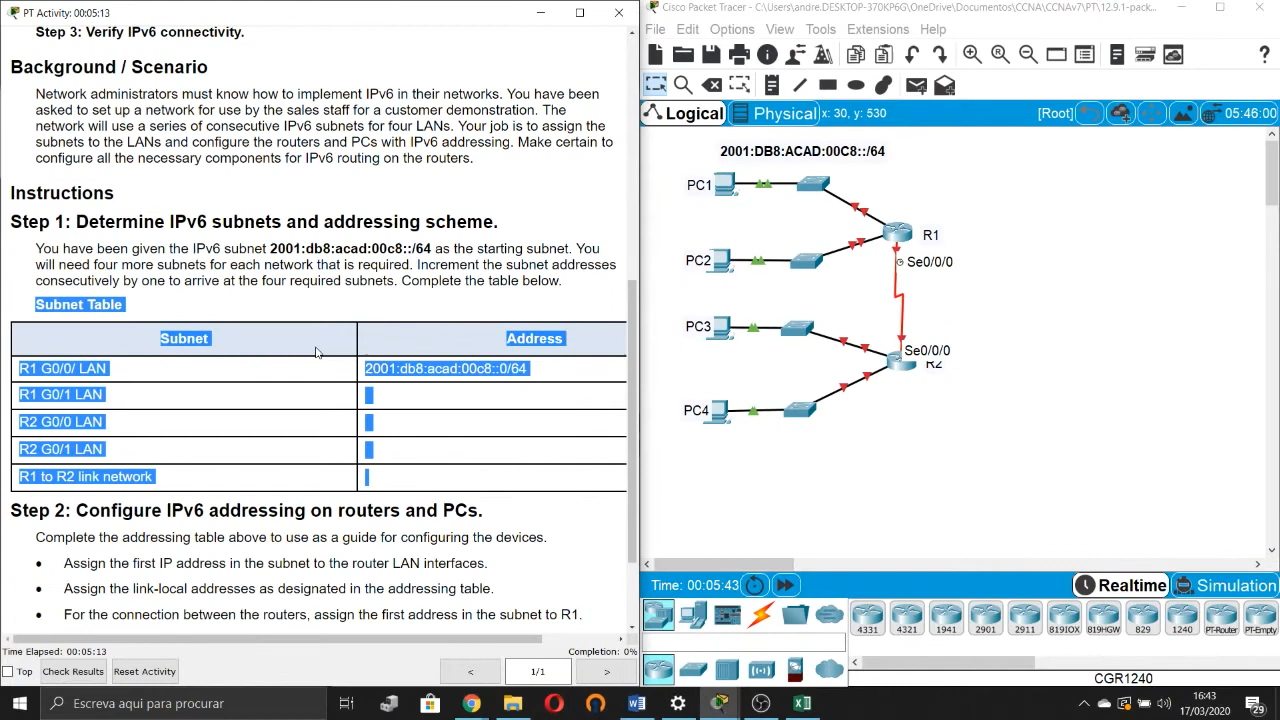 PT Activity: 00:05:13
Step 3: Verify IPv6 connectivity.
Background / Scenario
Network administrators must know how to implement IPv6 in their networks. You have been
asked to set up a network for use by the sales staff for a customer demonstration. The
network will use a series of consecutive IPv6 subnets for four LANs. Your job is to assign the
subnets to the LANs and configure the routers and PCs with IPv6 addressing. Make certain to
configure all the necessary components for IPv6 routing on the routers.
Instructions
Step 1: Determine IPv6 subnets and addressing scheme.
You have been given the IPv6 subnet 2001:db8:acad:00c8::/64 as the starting subnet. You
will need four more subnets for each network that is required. Increment the subnet addresses
consecutively by one to arrive at the four required subnets. Complete the table below.
Subnet Table
Subnet Address
R1 G0/0/ LAN 2001:db8:acad:00c8::0/64
R1 G0/1 LAN
R2 G0/0 LAN
R2 G0/1 LAN
R1 to R2 link network
Step 2: Configure IPv6 addressing on routers and PCs.
Complete the addressing table above to use as a guide for configuring the devices.
• Assign the first IP address in the subnet to the router LAN interfaces.
• Assign the link-local addresses as designated in the addressing table.
• For the connection between the routers, assign the first address in the subnet to R1.
Time Elapsed: 00:05:13
Completion: 0%
Top
Check Results
Reset Activity
<
1/1
>
Cisco Packet Tracer - C:\Users\andre.DESKTOP-370KP6G\OneDrive\Documentos\CCNA\CCNAv7\PT\12.9.1-pack...
File Edit Options View Tools Extensions Help
Logical
Physical
x: 30, y: 530
[Root]
05:46:00
2001:DB8:ACAD:00C8::/64
PC1
R1
PC2
Se0/0/0
PC3
Se0/0/0
R2
PC4
Time: 00:05:43
Realtime
Simulation
4331 4321 1941 2901 2911 819IOX 819HGW 829 1240 PT-Router PT-Empty
CGR1240
Escreva aqui para procurar
16:43
17/03/2020
29